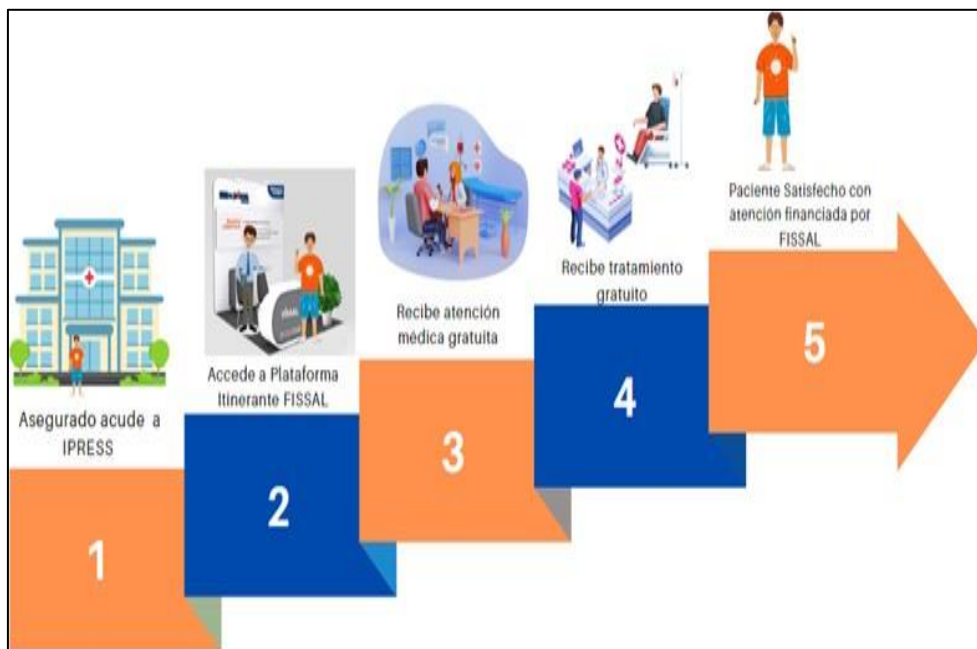 Asegurado acude a
IPRESS
1
Accede a Plataforma
Itinerante FISSAL
2
Recibe atención
médica gratuita
3
Recibe tratamiento
gratuito
4
Paciente Satisfecho con
atención financiada por
FISSAL
5